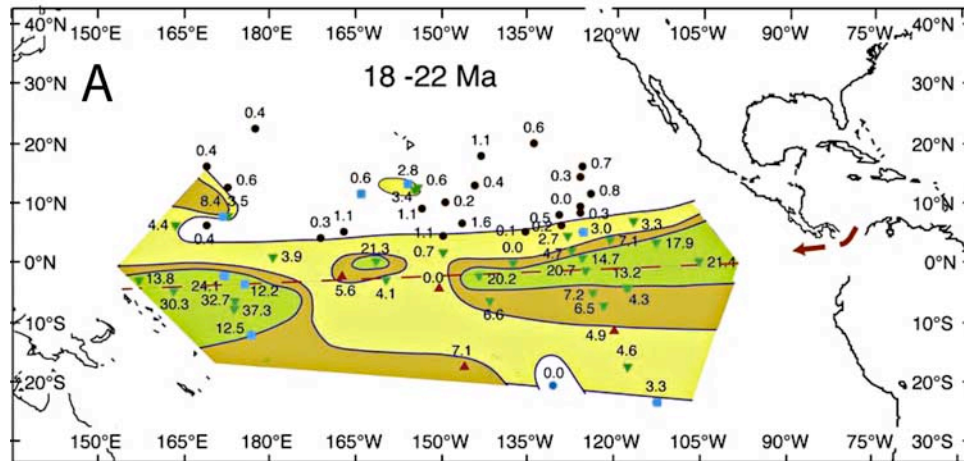 40°N 150°E 165°E 165°W 150°W 135°W 120°W 105°W 90°W 75°W 40°N
A 18 -22 Ma
30°N 30°N
0.4
20°N 0.6 20°N
0.4 1.1 0.7
0.6 0.6 2.8 0.6 0.4 0.3 0.8
10°N 8.4 3.5 3.4 1.1 0.0 10°N
4.4 0.4 0.3 1.1 1.1 1.6 0.1 0.2 0.5 0.3 3.0 3.3
0.7 2.7 7.1 17.9
0°N 3.9 21.3 0.0 4.7 14.7 21.4 0°N
13.8 24.1 5.6 4.1 0.0 20.2 20.7 13.2
30.3 32.7 12.2 6.6 7.2 4.3
10°S 37.3 6.5 10°S
12.5 4.9
7.1 4.6
20°S 0.0 3.3 20°S
150°E 165°E 165°W 150°W 135°W 120°W 105°W 90°W 75°W